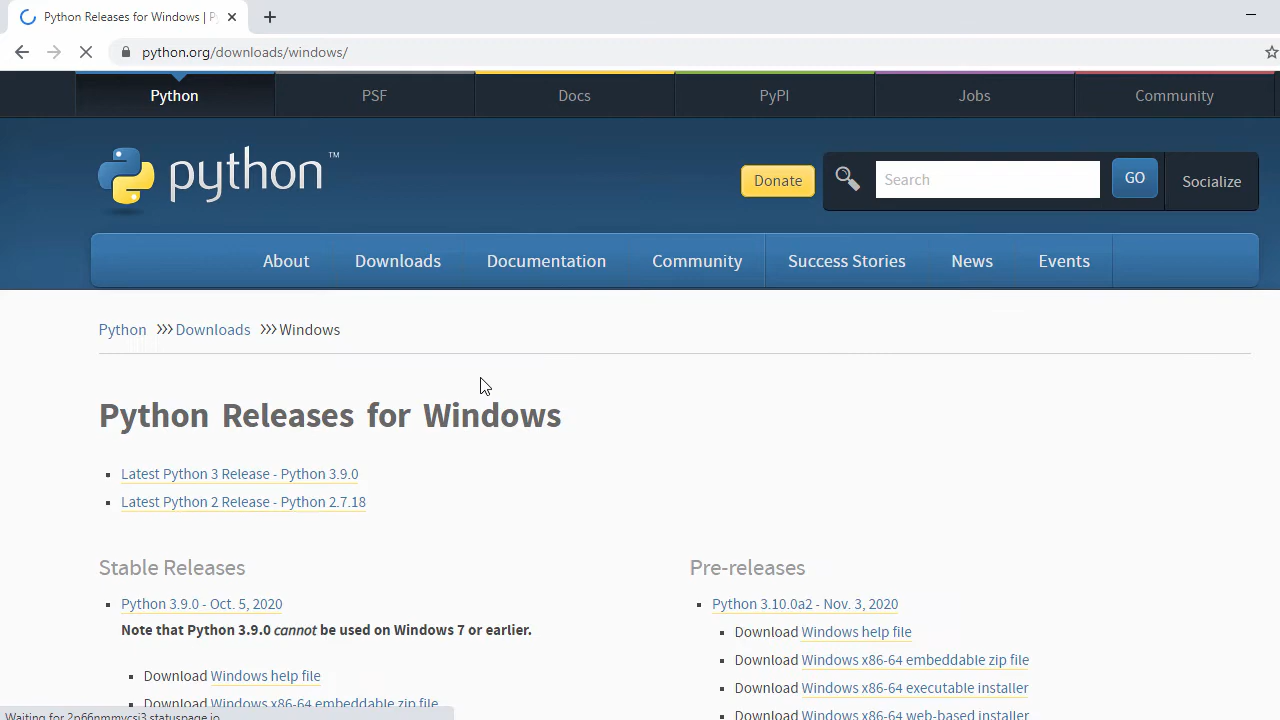 Python Releases for Windows | P
python.org/downloads/windows/
Python PSF Docs PyPI Jobs Community
python™
Donate Search GO Socialize
About Downloads Documentation Community Success Stories News Events
Python >>> Downloads >>> Windows
Python Releases for Windows
Latest Python 3 Release - Python 3.9.0
Latest Python 2 Release - Python 2.7.18
Stable Releases
Python 3.9.0 - Oct. 5, 2020
Note that Python 3.9.0 cannot be used on Windows 7 or earlier.
Download Windows help file
Download Windows x86-64 embeddable zip file
Pre-releases
Python 3.10.0a2 - Nov. 3, 2020
Download Windows help file
Download Windows x86-64 embeddable zip file
Download Windows x86-64 executable installer
Download Windows x86-64 web-based installer
Waiting for